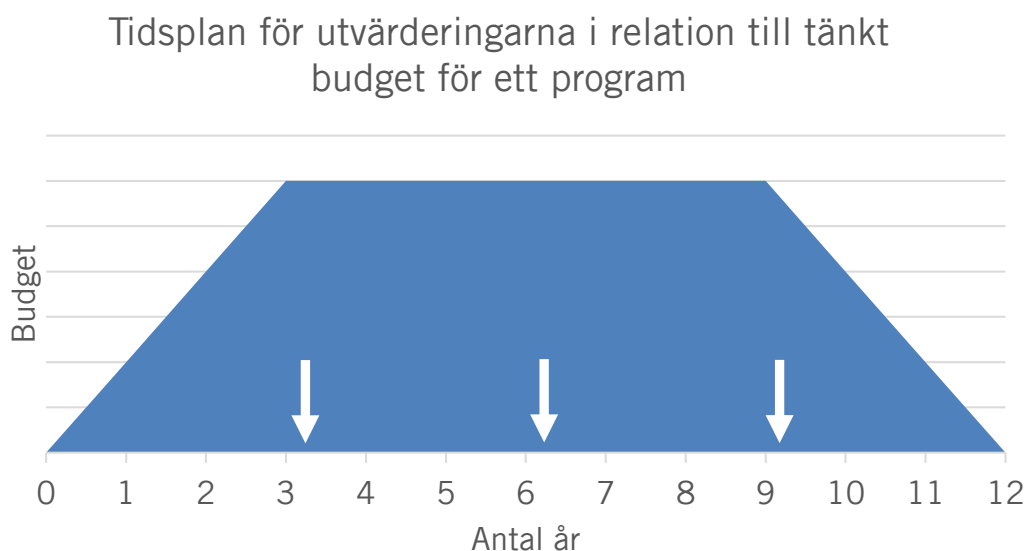 Tidsplan för utvärderingarna i relation till tänkt
budget för ett program
Budget
0 1 2 3 4 5 6 7 8 9 10 11 12
Antal år